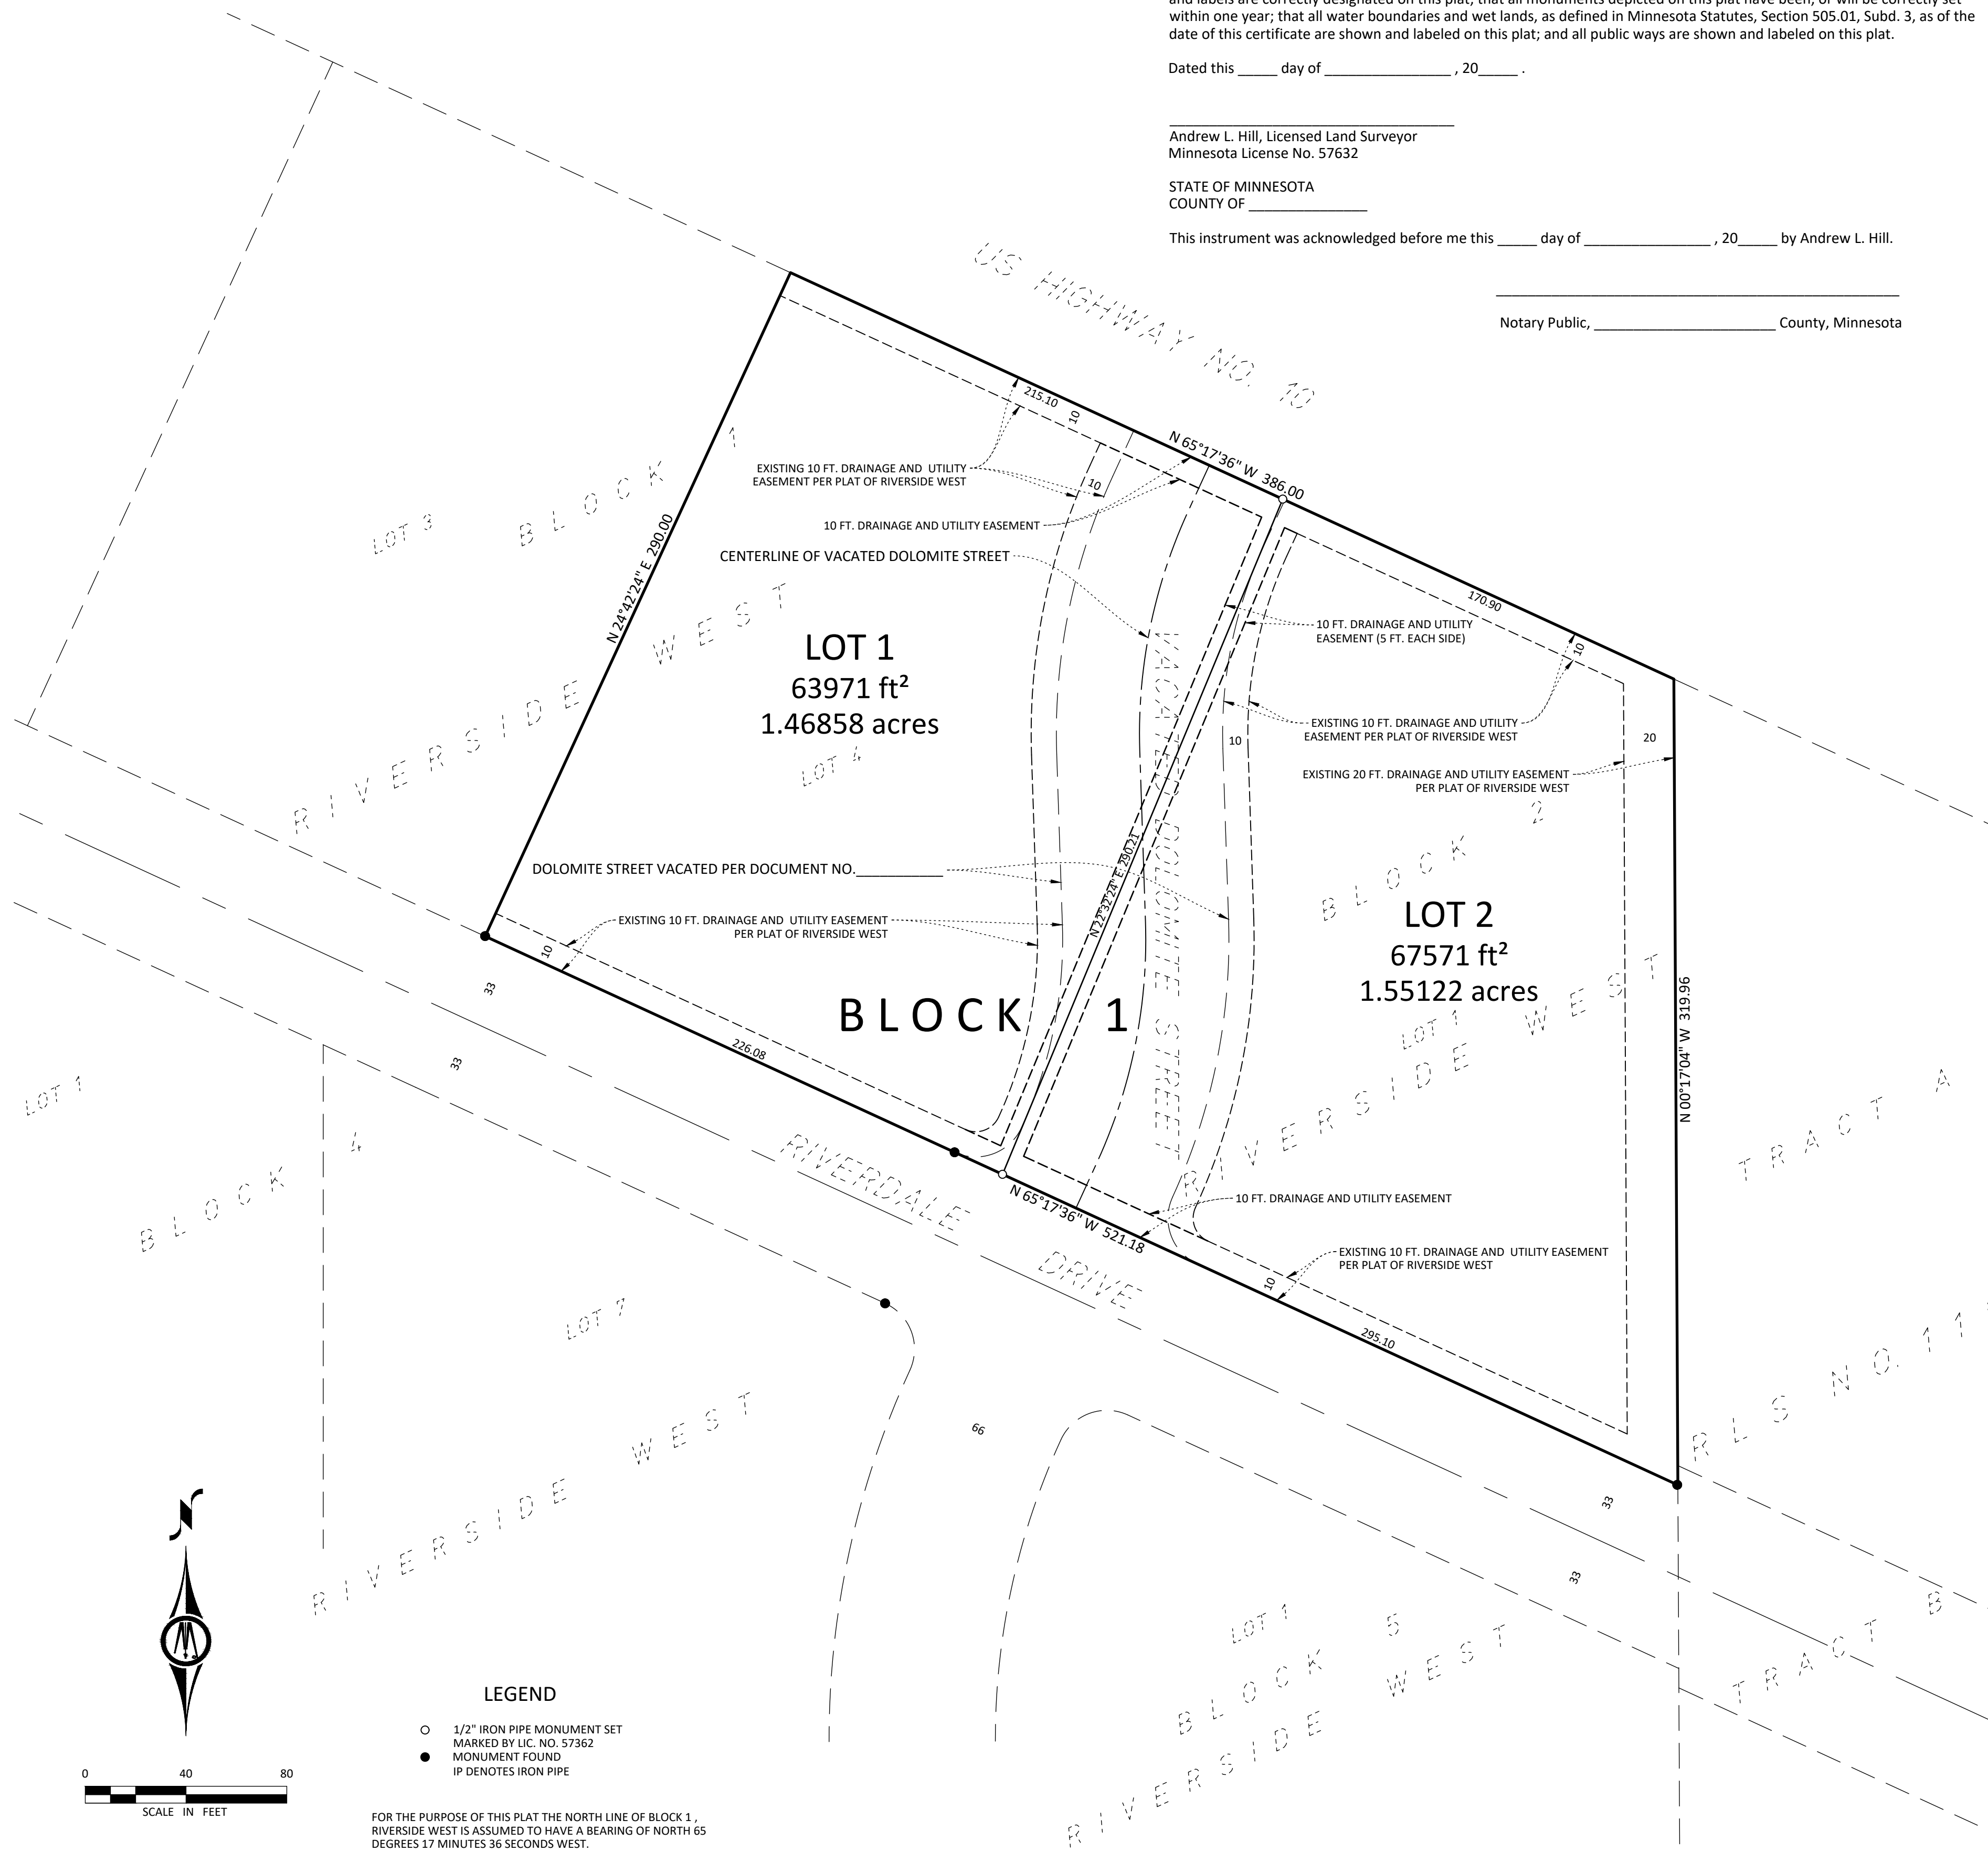 and labels are correctly designated on this plat; that all monuments depicted on this plat have been, or will be correctly set
within one year; that all water boundaries and wet lands, as defined in Minnesota Statutes, Section 505.01, Subd. 3, as of the
date of this certificate are shown and labeled on this plat; and all public ways are shown and labeled on this plat.
Dated this _____ day of ________________ , 20_____ .
____________________________________
Andrew L. Hill, Licensed Land Surveyor
Minnesota License No. 57632
STATE OF MINNESOTA
COUNTY OF _______________
This instrument was acknowledged before me this _____ day of ________________ , 20_____ by Andrew L. Hill.
Notary Public, _______________________ County, Minnesota
US HIGHWAY NO. 10
215.10
10
N 65°17'36" W 386.00
EXISTING 10 FT. DRAINAGE AND UTILITY
EASEMENT PER PLAT OF RIVERSIDE WEST
10
10 FT. DRAINAGE AND UTILITY EASEMENT
CENTERLINE OF VACATED DOLOMITE STREET
LOT 3
BLOCK 1
RIVERSIDE WEST
N 24°42'24" E 290.00
170.90
10 FT. DRAINAGE AND UTILITY
EASEMENT (5 FT. EACH SIDE)
10
LOT 1
63971 ft²
1.46858 acres
LOT 4
VACATED DOLOMITE STREET
EXISTING 10 FT. DRAINAGE AND UTILITY
EASEMENT PER PLAT OF RIVERSIDE WEST
10
20
EXISTING 20 FT. DRAINAGE AND UTILITY EASEMENT
PER PLAT OF RIVERSIDE WEST
BLOCK 2
DOLOMITE STREET VACATED PER DOCUMENT NO.___________
N 22°32'24" E 290.21
EXISTING 10 FT. DRAINAGE AND UTILITY EASEMENT
PER PLAT OF RIVERSIDE WEST
10
LOT 2
67571 ft²
1.55122 acres
LOT 1
RIVERSIDE WEST
N 00°17'04" W 319.96
BLOCK 1
33
33
226.08
LOT 1
BLOCK 4
TRACT A
RIVERDALE DRIVE
N 65°17'36" W 521.18
10 FT. DRAINAGE AND UTILITY EASEMENT
EXISTING 10 FT. DRAINAGE AND UTILITY EASEMENT
PER PLAT OF RIVERSIDE WEST
10
295.10
LOT 7
RIVERSIDE WEST
RLS NO. 11
66
33
33
LOT 1
BLOCK 5
RIVERSIDE WEST
TRACT B
N
LEGEND
1/2" IRON PIPE MONUMENT SET
MARKED BY LIC. NO. 57362
MONUMENT FOUND
IP DENOTES IRON PIPE
0 40 80
SCALE IN FEET
FOR THE PURPOSE OF THIS PLAT THE NORTH LINE OF BLOCK 1 ,
RIVERSIDE WEST IS ASSUMED TO HAVE A BEARING OF NORTH 65
DEGREES 17 MINUTES 36 SECONDS WEST.